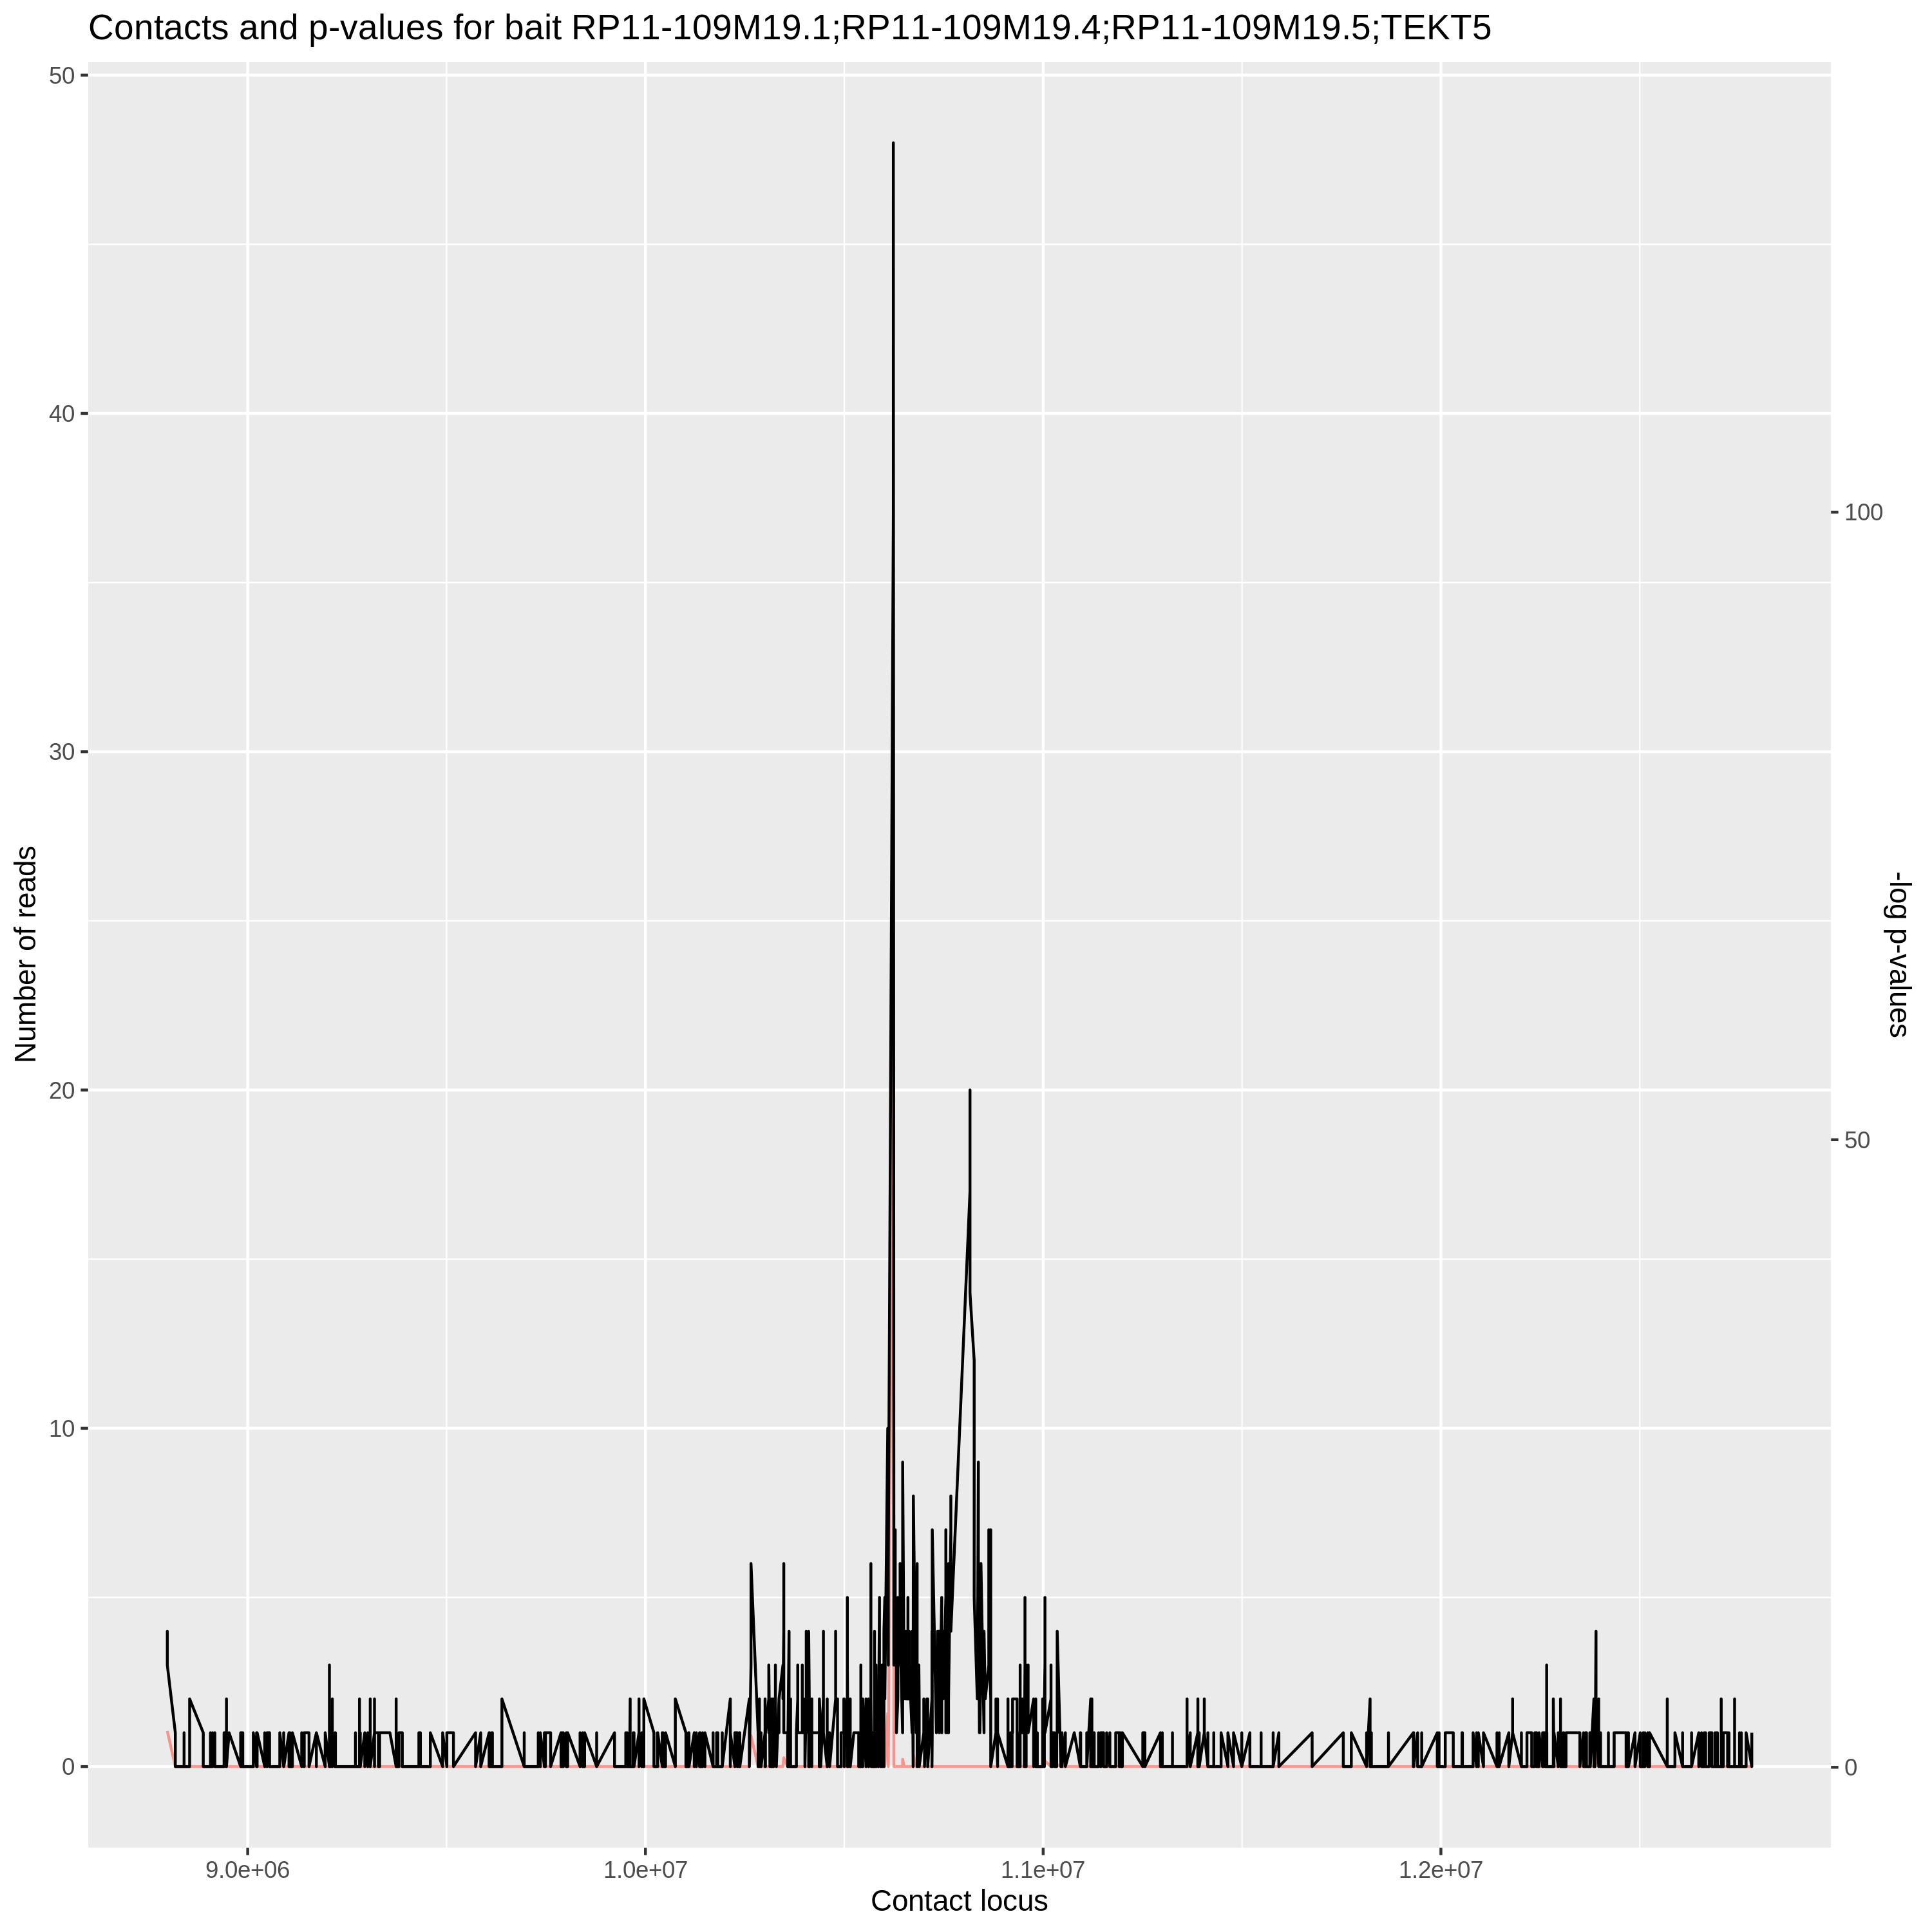 Contacts and p-values for bait RP11-109M19.1;RP11-109M19.4;RP11-109M19.5;TEKT5
50
40
30
20
10
0
Number of reads
100
50
0
-log p-values
9.0e+06
1.0e+07
1.1e+07
1.2e+07
Contact locus